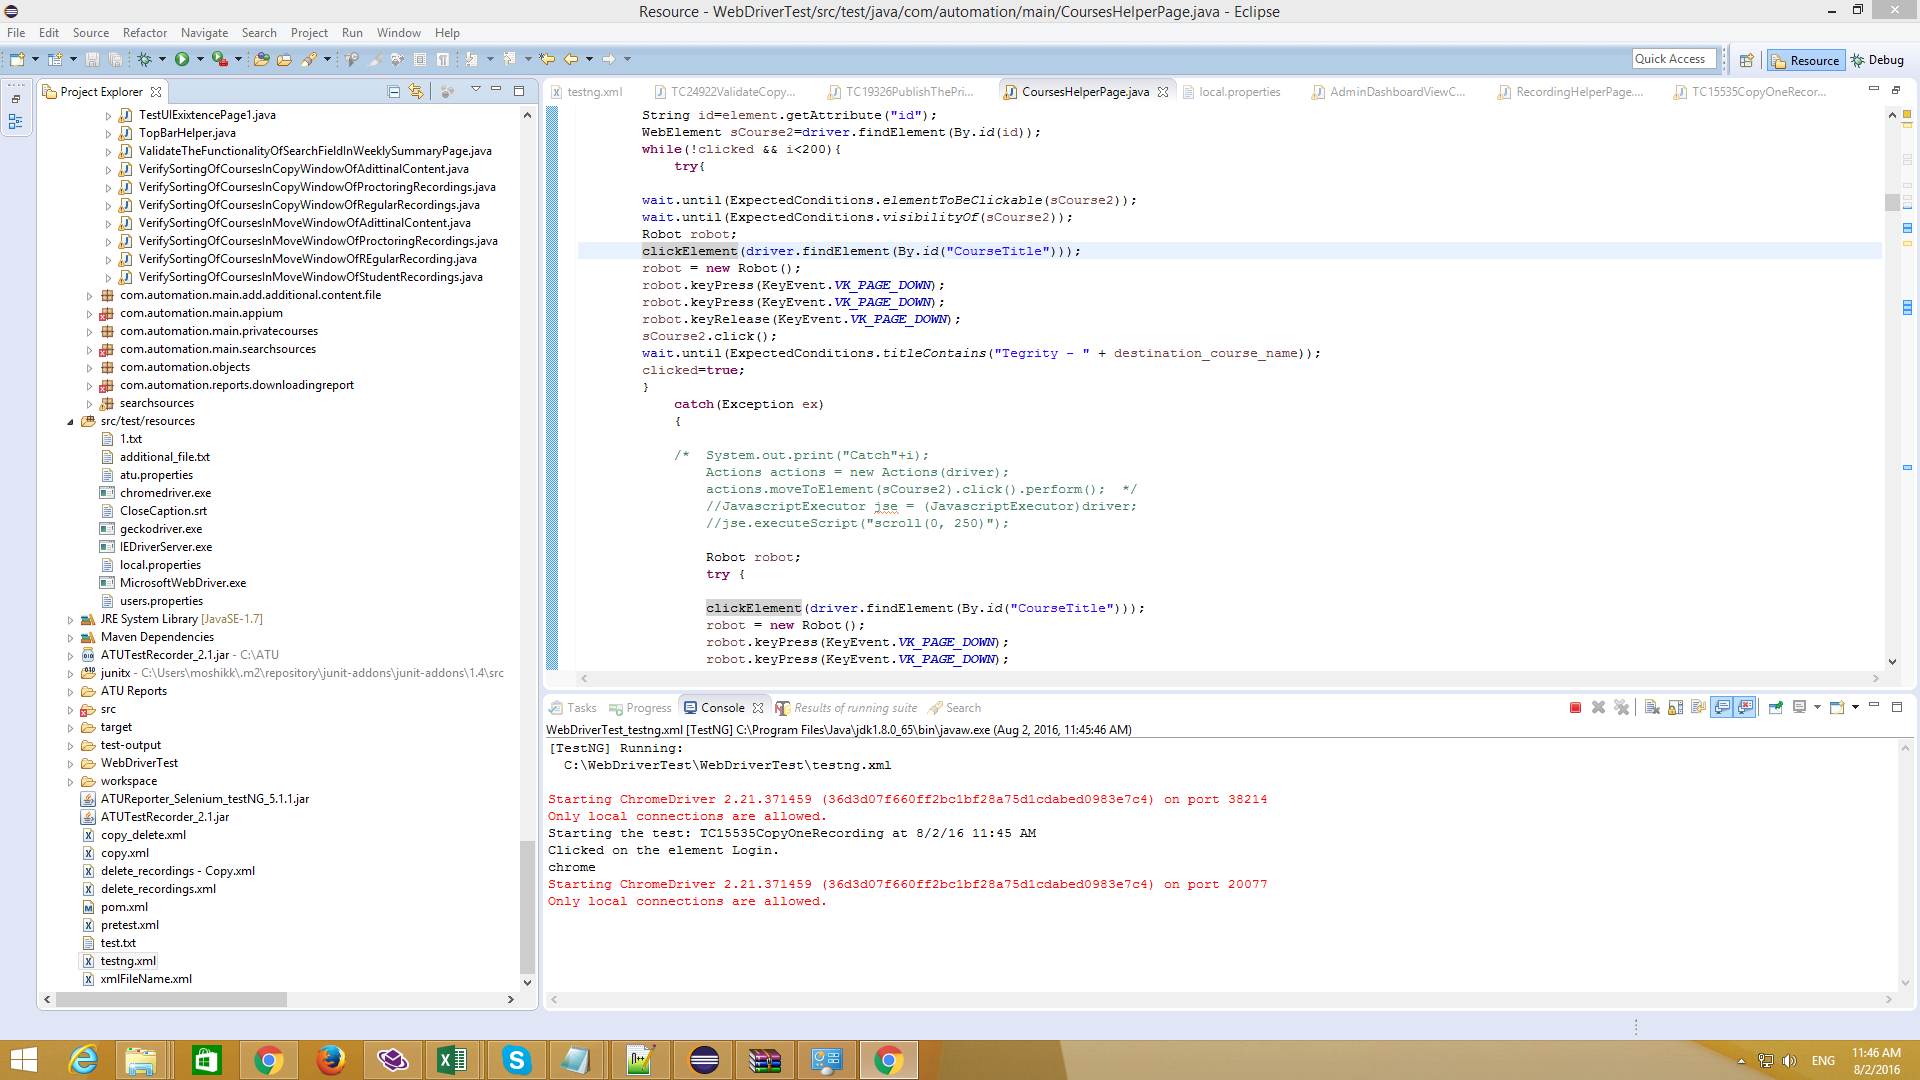 Resource - WebDriverTest/src/test/java/com/automation/main/CoursesHelperPage.java - Eclipse
File Edit Source Refactor Navigate Search Project Run Window Help
Quick Access
Resource
Debug
Project Explorer
TestUIExixtencePage1.java
TopBarHelper.java
ValidateTheFunctionalityOfSearchFieldInWeeklySummaryPage.java
VerifySortingOfCoursesInCopyWindowOfAdittinalContent.java
VerifySortingOfCoursesInCopyWindowOfProctoringRecordings.java
VerifySortingOfCoursesInCopyWindowOfRegularRecordings.java
VerifySortingOfCoursesInMoveWindowOfAdittinalContent.java
VerifySortingOfCoursesInMoveWindowOfProctoringRecordings.java
VerifySortingOfCoursesInMoveWindowOfREgularRecording.java
VerifySortingOfCoursesInMoveWindowOfStudentRecordings.java
com.automation.main.add.additional.content.file
com.automation.main.appium
com.automation.main.privatecourses
com.automation.main.searchsources
com.automation.objects
com.automation.reports.downloadingreport
searchsources
src/test/resources
1.txt
additional_file.txt
atu.properties
chromedriver.exe
CloseCaption.srt
geckodriver.exe
IEDriverServer.exe
local.properties
MicrosoftWebDriver.exe
users.properties
JRE System Library [JavaSE-1.7]
Maven Dependencies
ATUTestRecorder_2.1.jar - C:\ATU
junitx - C:\Users\moshikk\.m2\repository\junit-addons\junit-addons\1.4\src
ATU Reports
src
target
test-output
WebDriverTest
workspace
ATUReporter_Selenium_testNG_5.1.1.jar
ATUTestRecorder_2.1.jar
copy_delete.xml
copy.xml
delete_recordings - Copy.xml
delete_recordings.xml
pom.xml
pretest.xml
test.txt
testng.xml
xmlFileName.xml
testng.xml TC24922ValidateCopy... TC19326PublishThePri... CoursesHelperPage.java local.properties AdminDashboardViewC... RecordingHelperPage.... TC15535CopyOneRecor...
String id=element.getAttribute("id");
WebElement sCourse2=driver.findElement(By.id(id));
while(!clicked && i<200){
try{
wait.until(ExpectedConditions.elementToBeClickable(sCourse2));
wait.until(ExpectedConditions.visibilityOf(sCourse2));
Robot robot;
clickElement(driver.findElement(By.id("CourseTitle")));
robot = new Robot();
robot.keyPress(KeyEvent.VK_PAGE_DOWN);
robot.keyPress(KeyEvent.VK_PAGE_DOWN);
robot.keyRelease(KeyEvent.VK_PAGE_DOWN);
sCourse2.click();
wait.until(ExpectedConditions.titleContains("Tegrity - " + destination_course_name));
clicked=true;
}
catch(Exception ex)
{
/* System.out.print("Catch"+i);
Actions actions = new Actions(driver);
actions.moveToElement(sCourse2).click().perform(); */
//JavascriptExecutor jse = (JavascriptExecutor)driver;
//jse.executeScript("scroll(0, 250)");
Robot robot;
try {
clickElement(driver.findElement(By.id("CourseTitle")));
robot = new Robot();
robot.keyPress(KeyEvent.VK_PAGE_DOWN);
robot.keyPress(KeyEvent.VK_PAGE_DOWN);
Tasks Progress Console Results of running suite Search
WebDriverTest_testng.xml [TestNG] C:\Program Files\Java\jdk1.8.0_65\bin\javaw.exe (Aug 2, 2016, 11:45:46 AM)
[TestNG] Running:
C:\WebDriverTest\WebDriverTest\testng.xml
Starting ChromeDriver 2.21.371459 (36d3d07f660ff2bc1bf28a75d1cdabed0983e7c4) on port 38214
Only local connections are allowed.
Starting the test: TC15535CopyOneRecording at 8/2/16 11:45 AM
Clicked on the element Login.
chrome
Starting ChromeDriver 2.21.371459 (36d3d07f660ff2bc1bf28a75d1cdabed0983e7c4) on port 20077
Only local connections are allowed.
ENG
11:46 AM
8/2/2016